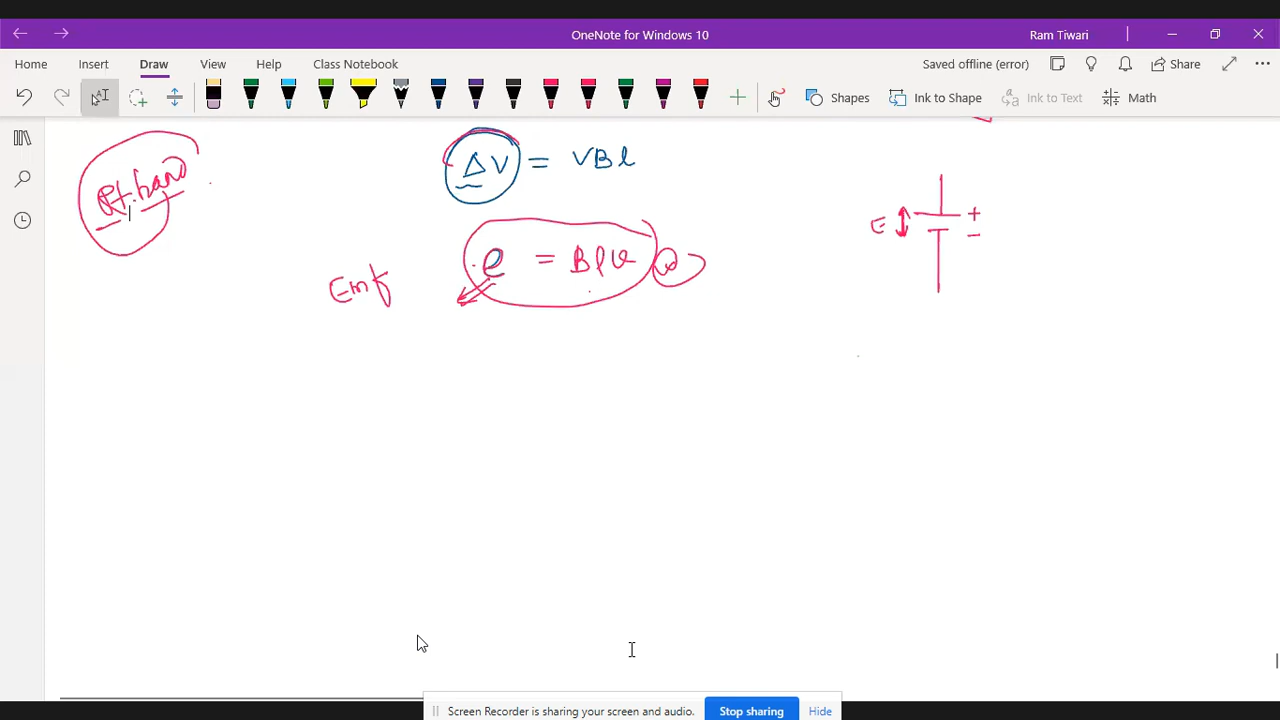 OneNote for Windows 10
Ram Tiwari
Home Insert Draw View Help Class Notebook
Saved offline (error) Share
Shapes Ink to Shape Ink to Text Math
Rt. hand
ΔV = VBl
E + -
Emf e = Blv
Screen Recorder is sharing your screen and audio. Stop sharing Hide